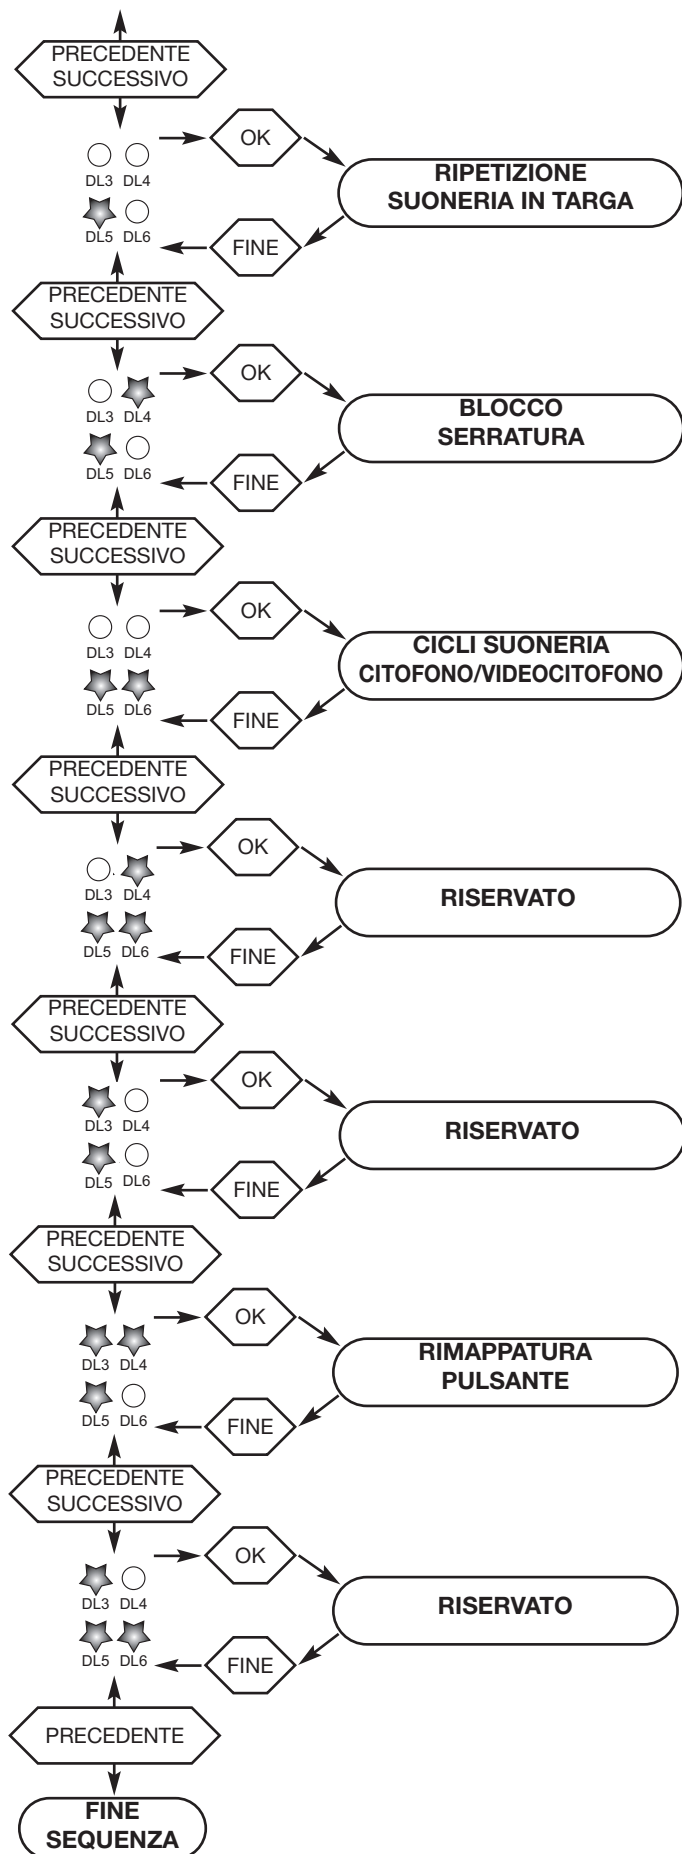 PRECEDENTE
SUCCESSIVO
OK
DL3 DL4
RIPETIZIONE
SUONERIA IN TARGA
DL5 DL6
FINE
PRECEDENTE
SUCCESSIVO
OK
DL3 DL4
BLOCCO
SERRATURA
DL5 DL6
FINE
PRECEDENTE
SUCCESSIVO
OK
DL3 DL4
CICLI SUONERIA
CITOFONO/VIDEOCITOFONO
DL5 DL6
FINE
PRECEDENTE
SUCCESSIVO
OK
DL3 DL4
RISERVATO
DL5 DL6
FINE
PRECEDENTE
SUCCESSIVO
OK
DL3 DL4
RISERVATO
DL5 DL6
FINE
PRECEDENTE
SUCCESSIVO
OK
DL3 DL4
RIMAPPATURA
PULSANTE
DL5 DL6
FINE
PRECEDENTE
SUCCESSIVO
OK
DL3 DL4
RISERVATO
DL5 DL6
FINE
PRECEDENTE
FINE
SEQUENZA